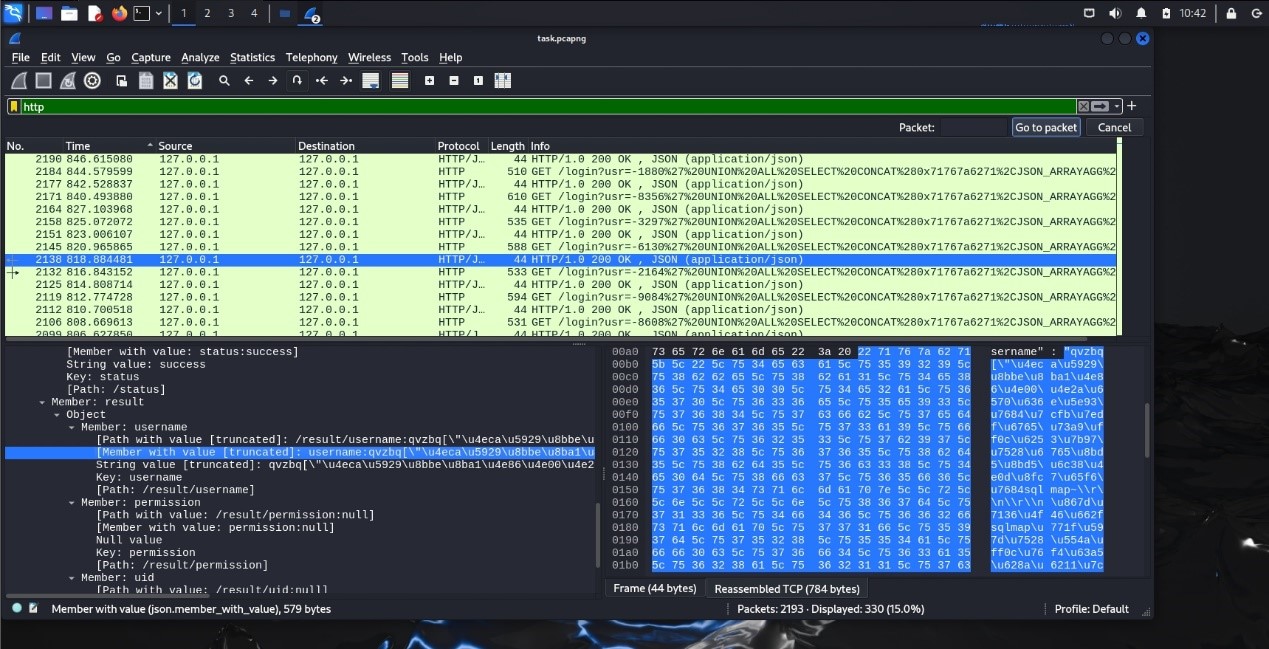 1 2 3 4 2 10:42
task.pcapng
File Edit View Go Capture Analyze Statistics Telephony Wireless Tools Help
http
Packet: Go to packet Cancel
No. Time Source Destination Protocol Length Info
2190 846.615080 127.0.0.1 127.0.0.1 HTTP/J… 44 HTTP/1.0 200 OK , JSON (application/json)
2184 844.579599 127.0.0.1 127.0.0.1 HTTP 510 GET /login?usr=-1880%27%20UNION%20ALL%20SELECT%20CONCAT%280x71767a6271%2CJSON_ARRAYAGG%2
2177 842.528837 127.0.0.1 127.0.0.1 HTTP/J… 44 HTTP/1.0 200 OK , JSON (application/json)
2171 840.493880 127.0.0.1 127.0.0.1 HTTP 610 GET /login?usr=-8356%27%20UNION%20ALL%20SELECT%20CONCAT%280x71767a6271%2CJSON_ARRAYAGG%2
2164 827.103968 127.0.0.1 127.0.0.1 HTTP/J… 44 HTTP/1.0 200 OK , JSON (application/json)
2158 825.072072 127.0.0.1 127.0.0.1 HTTP 535 GET /login?usr=-3297%27%20UNION%20ALL%20SELECT%20CONCAT%280x71767a6271%2CJSON_ARRAYAGG%2
2151 823.006107 127.0.0.1 127.0.0.1 HTTP/J… 44 HTTP/1.0 200 OK , JSON (application/json)
2145 820.965865 127.0.0.1 127.0.0.1 HTTP 588 GET /login?usr=-6130%27%20UNION%20ALL%20SELECT%20CONCAT%280x71767a6271%2CJSON_ARRAYAGG%2
2138 818.884481 127.0.0.1 127.0.0.1 HTTP/J… 44 HTTP/1.0 200 OK , JSON (application/json)
2132 816.843152 127.0.0.1 127.0.0.1 HTTP 533 GET /login?usr=-2164%27%20UNION%20ALL%20SELECT%20CONCAT%280x71767a6271%2CJSON_ARRAYAGG%2
2125 814.808714 127.0.0.1 127.0.0.1 HTTP/J… 44 HTTP/1.0 200 OK , JSON (application/json)
2119 812.774728 127.0.0.1 127.0.0.1 HTTP 594 GET /login?usr=-9084%27%20UNION%20ALL%20SELECT%20CONCAT%280x71767a6271%2CJSON_ARRAYAGG%2
2112 810.700518 127.0.0.1 127.0.0.1 HTTP/J… 44 HTTP/1.0 200 OK , JSON (application/json)
2106 808.669613 127.0.0.1 127.0.0.1 HTTP 531 GET /login?usr=-8608%27%20UNION%20ALL%20SELECT%20CONCAT%280x71767a6271%2CJSON_ARRAYAGG%2
2099 806.627850 127.0.0.1 127.0.0.1 HTTP/J… 44 HTTP/1.0 200 OK , JSON (application/json)
[Member with value: status:success]
String value: success
Key: status
[Path: /status]
Member: result
Object
Member: username
[Path with value [truncated]: /result/username:qvzbq[\"\u4eca\u5929\u8bbe\u
[Member with value [truncated]: username:qvzbq[\"\u4eca\u5929\u8bbe\u8ba1\u
String value [truncated]: qvzbq[\"\u4eca\u5929\u8bbe\u8ba1\u4e86\u4e00\u4e2
Key: username
[Path: /result/username]
Member: permission
[Path with value: /result/permission:null]
[Member with value: permission:null]
Null value
Key: permission
[Path: /result/permission]
Member: uid
[Path with value: /result/uid:null]
00a0 73 65 72 6e 61 6d 65 22 3a 20 22 71 76 7a 62 71 sername" : "qvzbq
00b0 5b 5c 22 5c 75 34 65 63 61 5c 75 35 39 32 39 5c [\"\u4ec a\u5929\
00c0 75 38 62 62 65 5c 75 38 62 61 31 5c 75 34 65 38 u8bbe\u8 ba1\u4e8
00d0 36 5c 75 34 65 30 30 5c 75 34 65 32 61 5c 75 36 6\u4e00\ u4e2a\u6
00e0 35 37 30 5c 75 36 33 36 65 5c 75 35 65 39 33 5c 570\u636 e\u5e93\
00f0 75 37 36 38 34 5c 75 37 63 66 62 5c 75 37 65 64 u7684\u7 cfb\u7ed
0100 66 5c 75 36 37 36 35 5c 75 37 33 61 39 5c 75 66 f\u6765\ u73a9\uf
0110 66 30 63 5c 75 36 32 35 33 5c 75 37 62 39 37 5c f0c\u625 3\u7b97\
0120 75 37 35 32 38 5c 75 36 37 36 35 5c 75 38 62 64 u7528\u6 765\u8bd
0130 35 5c 75 38 62 64 35 5c 75 36 63 33 38 5c 75 34 5\u8bd5\ u6c38\u4
0140 65 30 64 5c 75 38 66 63 37 5c 75 36 35 66 36 5c e0d\u8fc 7\u65f6\
0150 75 37 36 38 34 73 71 6c 6d 61 70 7e 5c 5c 72 5c u7684sql map~\\r\
0160 5c 6e 5c 5c 72 5c 5c 6e 5c 75 38 36 37 64 5c 75 \n\\r\\n \u867d\u
0170 37 31 33 36 5c 75 34 66 34 36 5c 75 36 36 32 66 7136\u4f 46\u662f
0180 73 71 6c 6d 61 70 5c 75 37 37 31 66 5c 75 35 39 sqlmap\u 771f\u59
0190 37 64 5c 75 37 35 32 38 5c 75 35 35 34 61 5c 75 7d\u7528 \u554a\u
01a0 66 66 30 63 5c 75 37 36 66 34 5c 75 36 33 61 35 ff0c\u76 f4\u63a5
01b0 5c 75 36 32 38 61 5c 75 36 32 31 31 5c 75 37 63 \u628a\u 6211\u7c
Frame (44 bytes) Reassembled TCP (784 bytes)
Member with value (json.member_with_value), 579 bytes Packets: 2193 · Displayed: 330 (15.0%) Profile: Default